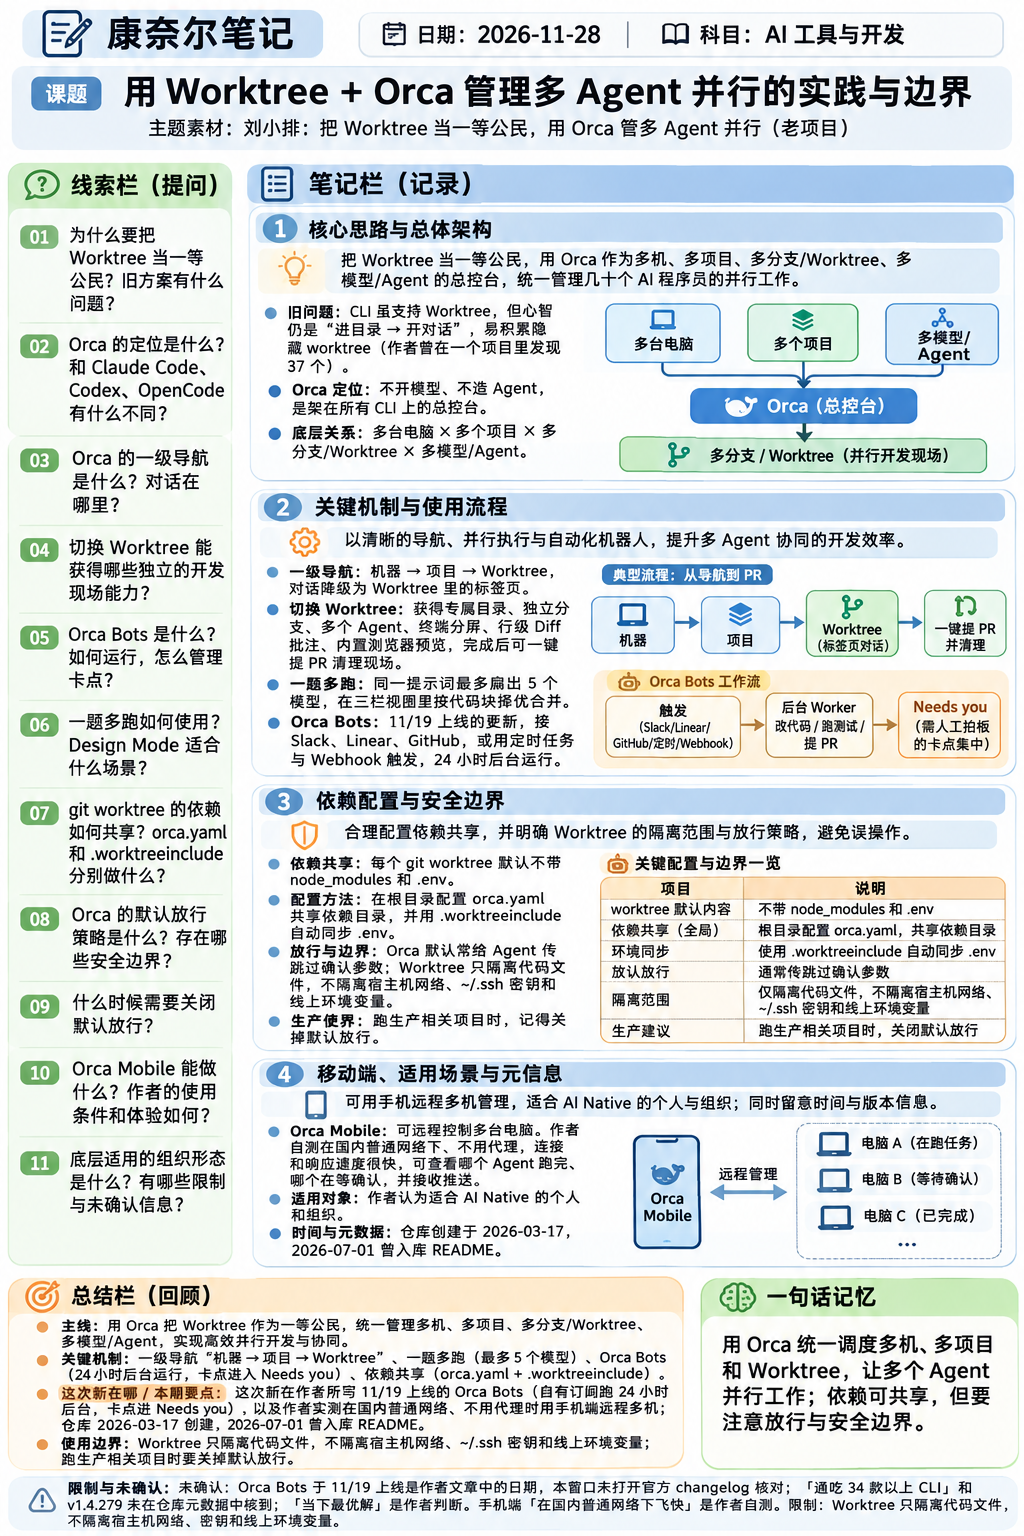 康奈尔笔记
日期：2026-11-28
科目：AI 工具与开发
课题
用 Worktree + Orca 管理多 Agent 并行的实践与边界
主题素材：刘小排：把 Worktree 当一等公民，用 Orca 管多 Agent 并行（老项目）
线索栏（提问）
01
为什么要把
Worktree 当一等
公民？旧方案有什么
问题？
02
Orca 的定位是什么？
和 Claude Code、
Codex、OpenCode
有什么不同？
03
Orca 的一级导航
是什么？对话在
哪里？
04
切换 Worktree 能
获得哪些独立的开发
现场能力？
05
Orca Bots 是什么？
如何运行，怎么管理
卡点？
06
一题多跑如何使用？
Design Mode 适合
什么场景？
07
git worktree 的依赖
如何共享？orca.yaml
和 .worktreeinclude
分别做什么？
08
Orca 的默认放行
策略是什么？存在哪
些安全边界？
09
什么时候需要关闭
默认放行？
10
Orca Mobile 能做
什么？作者的使用
条件和体验如何？
11
底层适用的组织形态
是什么？有哪些限制
与未确认信息？
笔记栏（记录）
1 核心思路与总体架构
把 Worktree 当一等公民，用 Orca 作为多机、多项目、多分支/Worktree、多
模型/Agent 的总控台，统一管理几十个 AI 程序员的并行工作。
旧问题：CLI 虽支持 Worktree，但心智
仍是“进目录 → 开对话”，易积累隐
藏 worktree（作者曾在一个项目里发现
37 个）。
Orca 定位：不开模型、不造 Agent，
是架在所有 CLI 上的总控台。
底层关系：多台电脑 × 多个项目 × 多
分支/Worktree × 多模型/Agent。
多台电脑
多个项目
多模型/
Agent
Orca（总控台）
多分支 / Worktree（并行开发现场）
2 关键机制与使用流程
以清晰的导航、并行执行与自动化机器人，提升多 Agent 协同的开发效率。
一级导航：机器 → 项目 → Worktree，
对话降级为 Worktree 里的标签页。
切换 Worktree：获得专属目录、独立分
支、多个 Agent、终端分屏、行级 Diff
批注、内置浏览器预览，完成后可一键
提 PR 清理现场。
一题多跑：同一提示词最多扇出 5 个
模型，在三栏视图里按代码块择优合并。
Orca Bots：11/19 上线的更新，接
Slack、Linear、GitHub，或用定时任务
与 Webhook 触发，24 小时后台运行。
典型流程：从导航到 PR
机器
项目
Worktree
（标签页对话）
一键提 PR
并清理
Orca Bots 工作流
触发
(Slack/Linear/
GitHub/定时/Webhook)
后台 Worker
改代码 / 跑测试 /
提 PR
Needs you
（需人工拍板
的卡点集中）
3 依赖配置与安全边界
合理配置依赖共享，并明确 Worktree 的隔离范围与放行策略，避免误操作。
依赖共享：每个 git worktree 默认不带
node_modules 和 .env。
配置方法：在根目录配置 orca.yaml
共享依赖目录，并用 .worktreeinclude
自动同步 .env。
放行与边界：Orca 默认常给 Agent 传
跳过确认参数；Worktree 只隔离代码文
件，不隔离宿主机网络、~/.ssh 密钥和
线上环境变量。
生产使界：跑生产相关项目时，记得关
掉默认放行。
关键配置与边界一览
项目 说明
worktree 默认内容 不带 node_modules 和 .env
依赖共享（全局） 根目录配置 orca.yaml，共享依赖目录
环境同步 使用 .worktreeinclude 自动同步 .env
放认放行 通常传跳过确认参数
隔离范围 仅隔离代码文件，不隔离宿主机网络、
~/.ssh 密钥和线上环境变量
生产建议 跑生产相关项目时，关闭默认放行
4 移动端、适用场景与元信息
可用手机远程多机管理，适合 AI Native 的个人与组织；同时留意时间与版本信息。
Orca Mobile：可远程控制多台电脑。作者
自测在国内普通网络下、不用代理，连接
和响应速度很快，可查看哪个 Agent 跑完、
哪个在等确认，并接收推送。
适用对象：作者认为适合 AI Native 的个人
和组织。
时间与元数据：仓库创建于 2026-03-17，
2026-07-01 曾入库 README。
Orca
Mobile
远程管理
电脑 A（在跑任务）
电脑 B（等待确认）
电脑 C（已完成）
...
总结栏（回顾）
主线：用 Orca 把 Worktree 作为一等公民，统一管理多机、多项目、多分支/Worktree、
多模型/Agent，实现高效并行开发与协同。
关键机制：一级导航“机器 → 项目 → Worktree”、一题多跑（最多 5 个模型）、Orca Bots
（24 小时后台运行，卡点进入 Needs you）、依赖共享（orca.yaml + .worktreeinclude）。
这次新在哪 / 本期要点：这次新在作者所写 11/19 上线的 Orca Bots（自有订阅跑 24 小时
后台，卡点进 Needs you），以及作者实测在国内普通网络、不用代理时用手机端远程多机；
仓库 2026-03-17 创建，2026-07-01 曾入库 README。
使用边界：Worktree 只隔离代码文件，不隔离宿主机网络、~/.ssh 密钥和线上环境变量；
跑生产相关项目时要关掉默认放行。
一句话记忆
用 Orca 统一调度多机、多项目
和 Worktree，让多个 Agent
并行工作；依赖可共享，但要
注意放行与安全边界。
限制与未确认：未确认：Orca Bots 于 11/19 上线是作者文章中的日期，本窗口未打开官方 changelog 核对；「通吃 34 款以上 CLI」和
v1.4.279 未在仓库元数据中核到；「当下最优解」是作者判断。手机端「在国内普通网络下飞快」是作者自测。限制：Worktree 只隔离代码文件，
不隔离宿主机网络、密钥和线上环境变量。